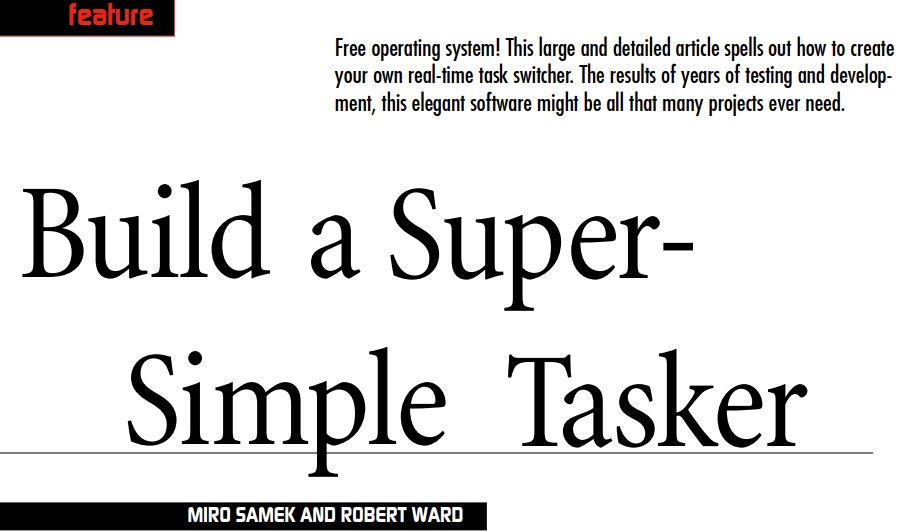 feature
Free operating system! This large and detailed article spells out how to create
your own real-time task switcher. The results of years of testing and develop-
ment, this elegant software might be all that many projects ever need.
Build a Super-
Simple Tasker
MIRO SAMEK AND ROBERT WARD